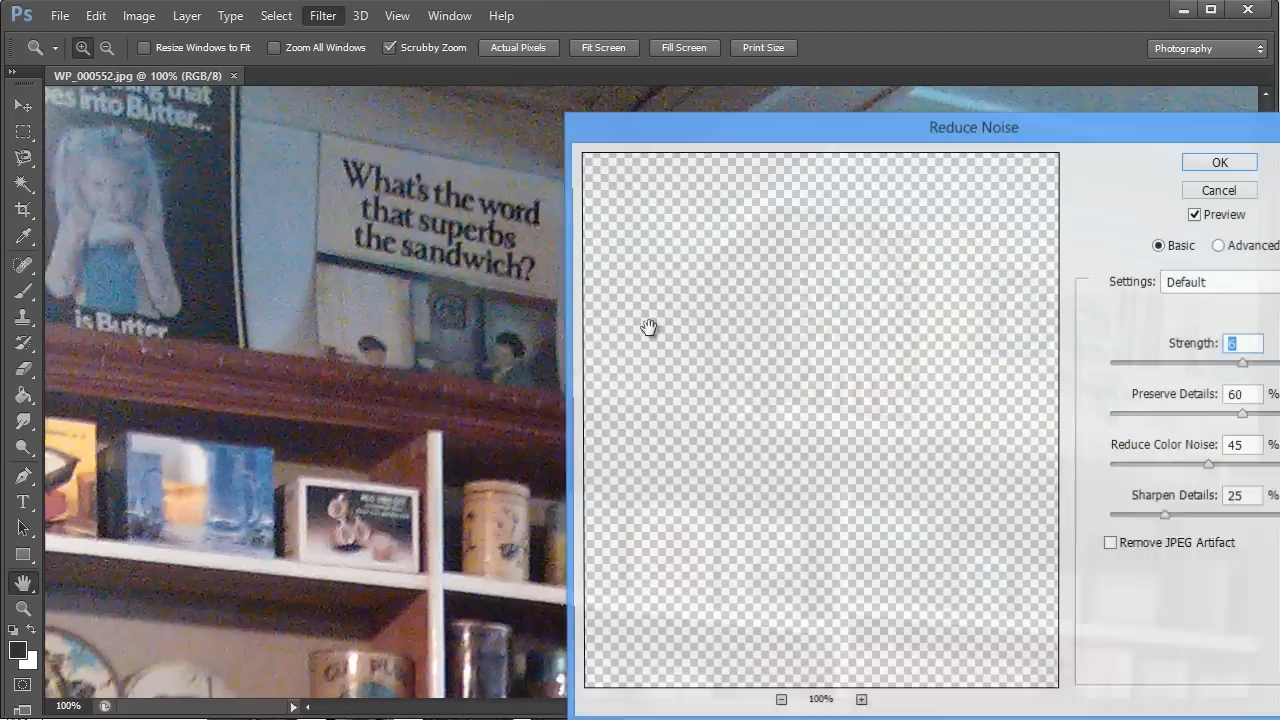 Ps File Edit Image Layer Type Select Filter 3D View Window Help
Resize Windows to Fit Zoom All Windows Scrubby Zoom Actual Pixels Fit Screen Fill Screen Print Size Photography
WP_000552.jpg @ 100% (RGB/8) ×
that
Into Butter...
is Butter
What's the word
that superbs
the sandwich?
Reduce Noise
OK
Cancel
Preview
Basic Advanced
Settings: Default
Strength: 6
Preserve Details: 60 %
Reduce Color Noise: 45 %
Sharpen Details: 25 %
Remove JPEG Artifact
100%
100%